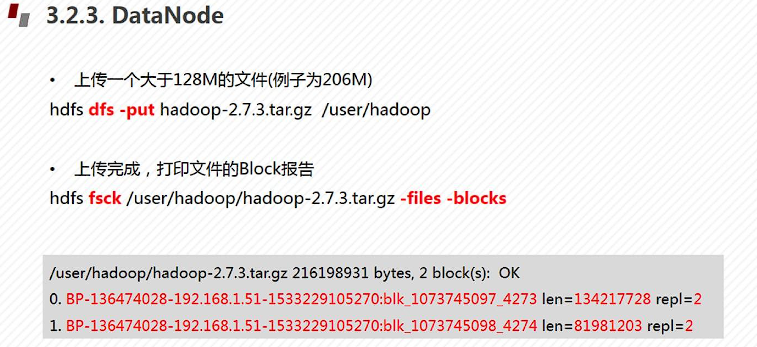 3.2.3. DataNode
• 上传一个大于128M的文件(例子为206M)
hdfs dfs -put hadoop-2.7.3.tar.gz /user/hadoop
• 上传完成，打印文件的Block报告
hdfs fsck /user/hadoop/hadoop-2.7.3.tar.gz -files -blocks
/user/hadoop/hadoop-2.7.3.tar.gz 216198931 bytes, 2 block(s): OK
0. BP-136474028-192.168.1.51-1533229105270:blk_1073745097_4273 len=134217728 repl=2
1. BP-136474028-192.168.1.51-1533229105270:blk_1073745098_4274 len=81981203 repl=2